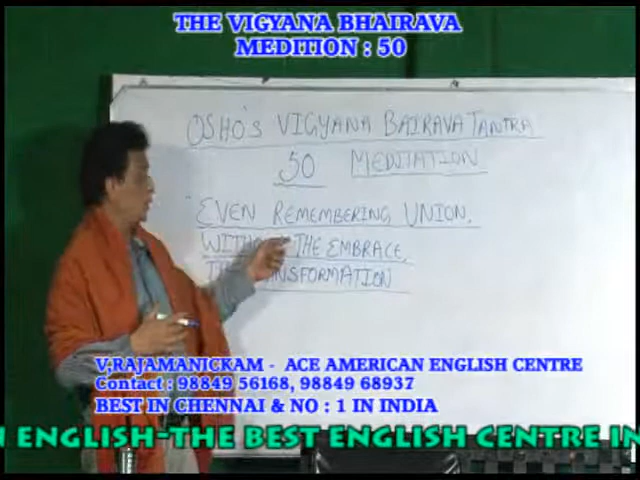 THE VIGYANA BHAIRAVA
MEDITION : 50
OSHO'S VIGYANA BAIRAVA TANTRA
50 MEDITATION
"EVEN REMEMBERING UNION,
THE EMBRACE,
V;RAJAMANICKAM - ACE AMERICAN ENGLISH CENTRE
Contact : 98849 56168, 98849 68937
BEST IN CHENNAI & NO : 1 IN INDIA
ENGLISH-THE BEST ENGLISH CENTRE IN